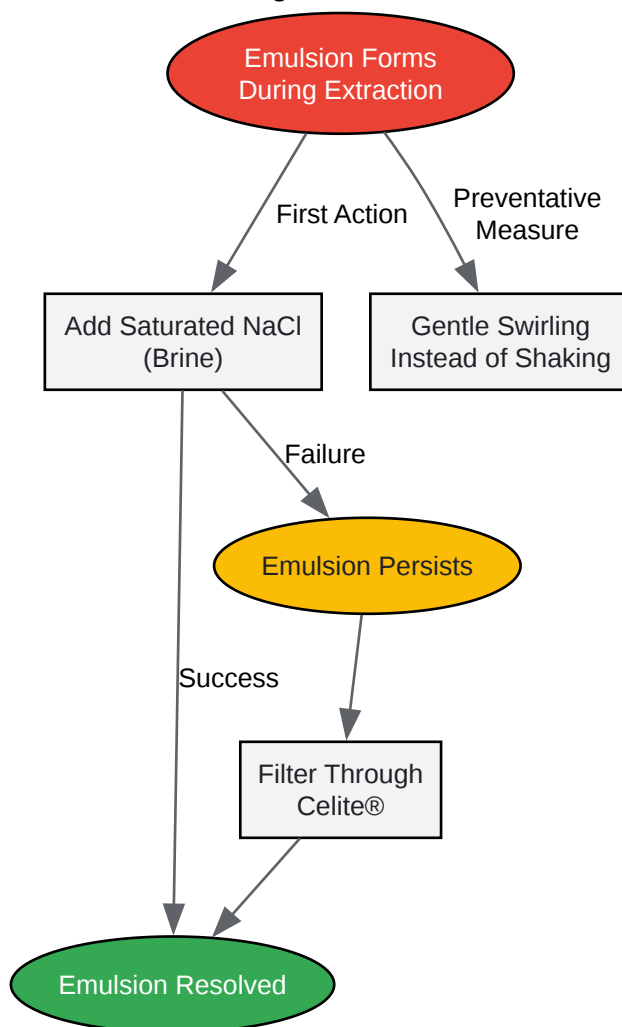 Emulsion Forms
During Extraction
First Action
Preventative
Measure
Add Saturated NaCl
(Brine)
Gentle Swirling
Instead of Shaking
Failure
Emulsion Persists
Success
Filter Through
Celite®
Emulsion Resolved